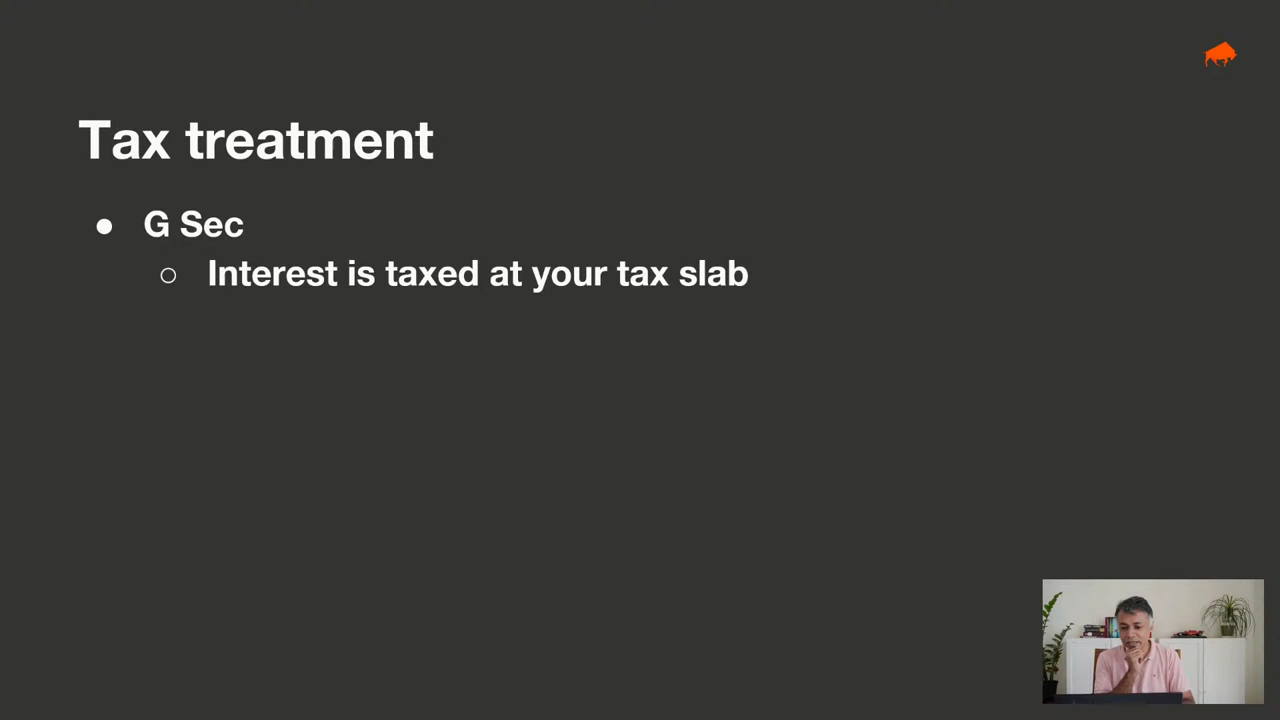 Tax treatment
● G Sec
○ Interest is taxed at your tax slab